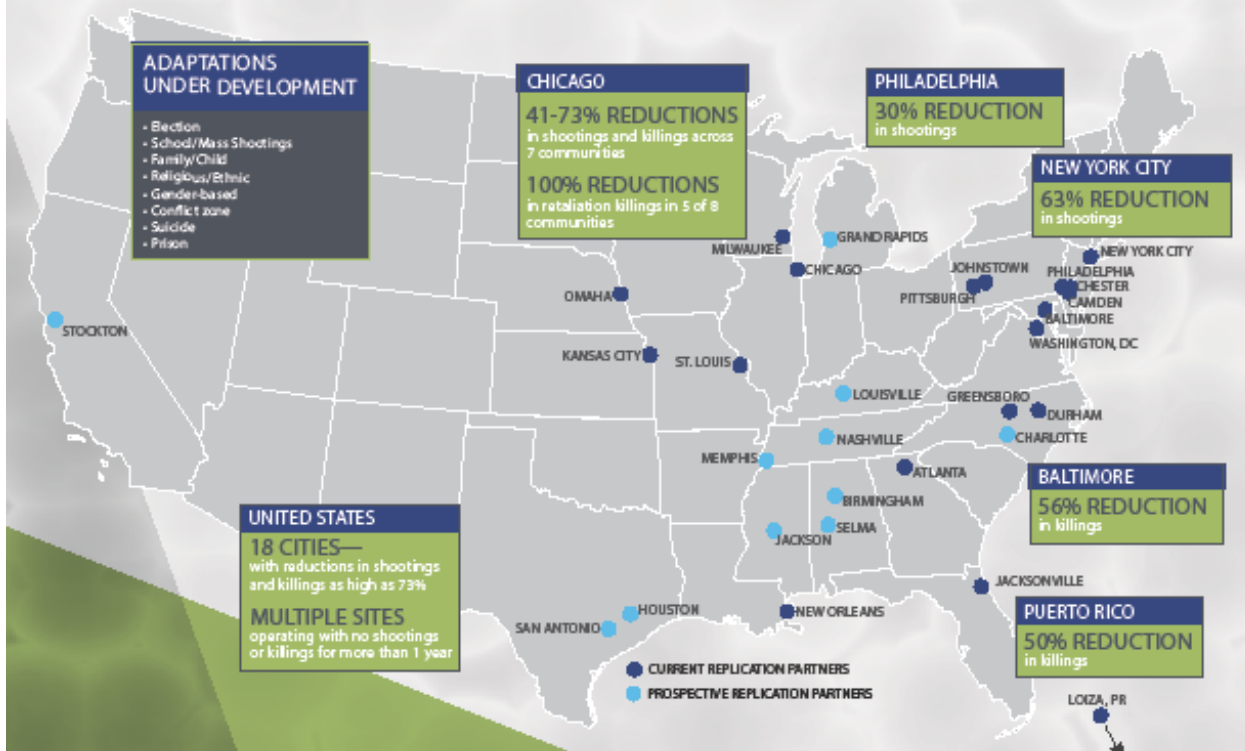 ADAPTATIONS
UNDER DEVELOPMENT
- Election
- School/Mass Shootings
- Family/Child
- Religious/Ethnic
- Gender-based
- Conflict zone
- Suicide
- Prison
CHICAGO
41-73% REDUCTIONS
in shootings and killings across
7 communities
100% REDUCTIONS
in retaliation killings in 5 of 8
communities
PHILADELPHIA
30% REDUCTION
in shootings
NEW YORK CITY
63% REDUCTION
in shootings
MILWAUKEE
GRAND RAPIDS
CHICAGO
NEW YORK CITY
JOHNSTOWN
PHILADELPHIA
PITTSBURGH
CHESTER
CAMDEN
OMAHA
BALTIMORE
STOCKTON
WASHINGTON, DC
KANSAS CITY
ST. LOUIS
LOUISVILLE
GREENSBORO
DURHAM
NASHVILLE
CHARLOTTE
MEMPHIS
ATLANTA
BALTIMORE
56% REDUCTION
in killings
BIRMINGHAM
SELMA
JACKSON
UNITED STATES
18 CITIES—
with reductions in shootings
and killings as high as 73%
MULTIPLE SITES
operating with no shootings
or killings for more than 1 year
JACKSONVILLE
HOUSTON
NEW ORLEANS
SAN ANTONIO
PUERTO RICO
50% REDUCTION
in killings
CURRENT REPLICATION PARTNERS
PROSPECTIVE REPLICATION PARTNERS
LOIZA, PR